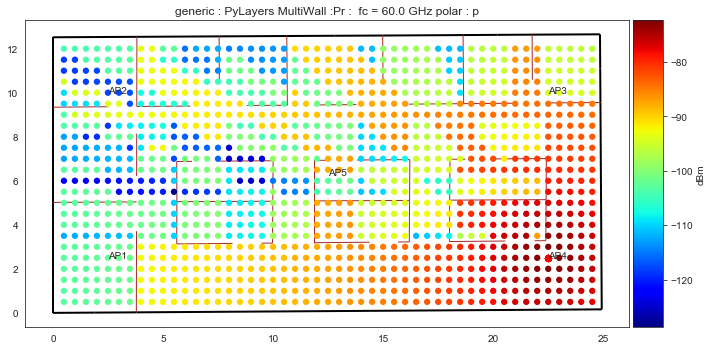 generic : PyLayers MultiWall :Pr :  fc = 60.0 GHz polar : p
12
10
8
6
4
2
0
AP2
AP3
AP5
AP1
AP4
0
5
10
15
20
25
−80
−90
−100
−110
−120
dBm